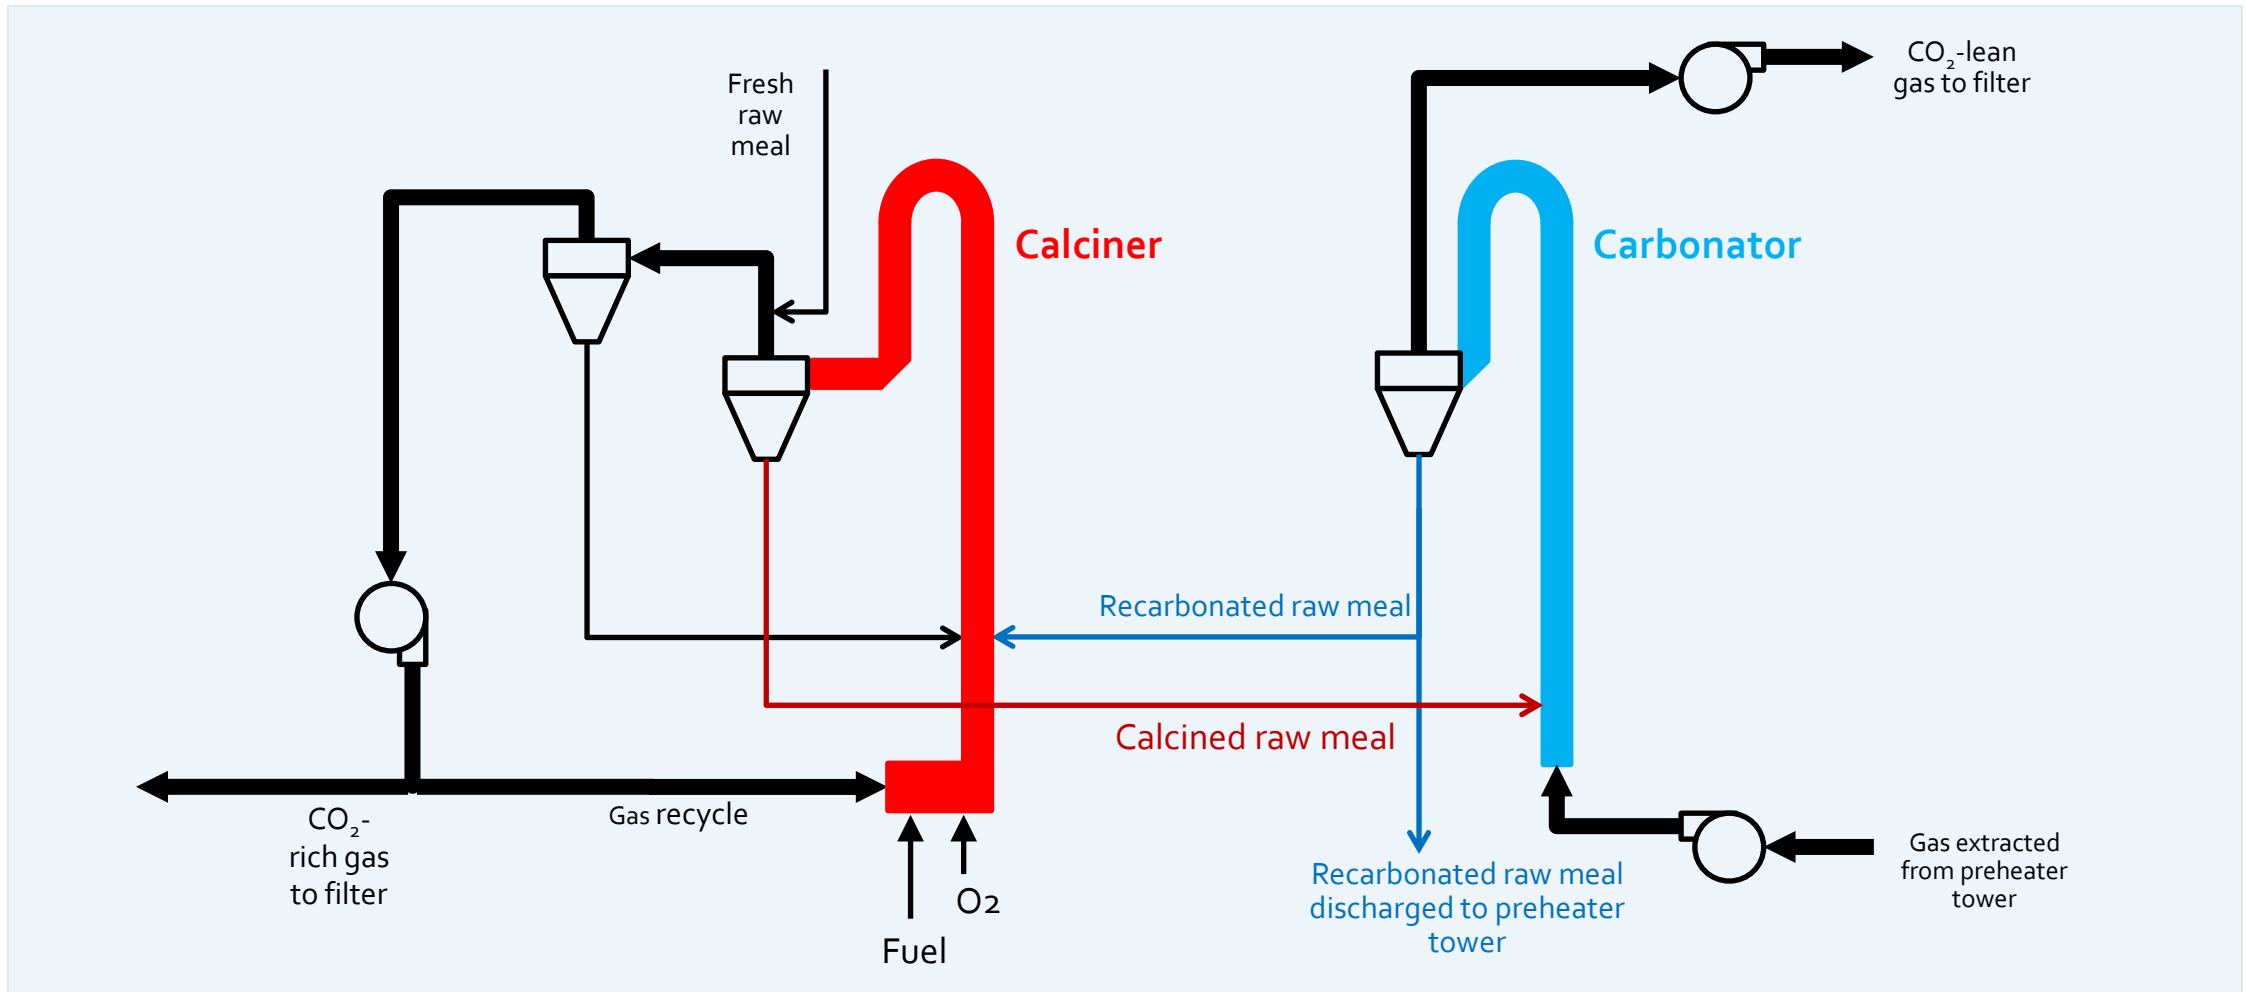 Fresh
raw
meal
CO₂-lean
gas to filter
Calciner
Carbonator
Recarbonated raw meal
Calcined raw meal
Gas recycle
CO₂-
rich gas
to filter
O2
Fuel
Recarbonated raw meal
discharged to preheater
tower
Gas extracted
from preheater
tower